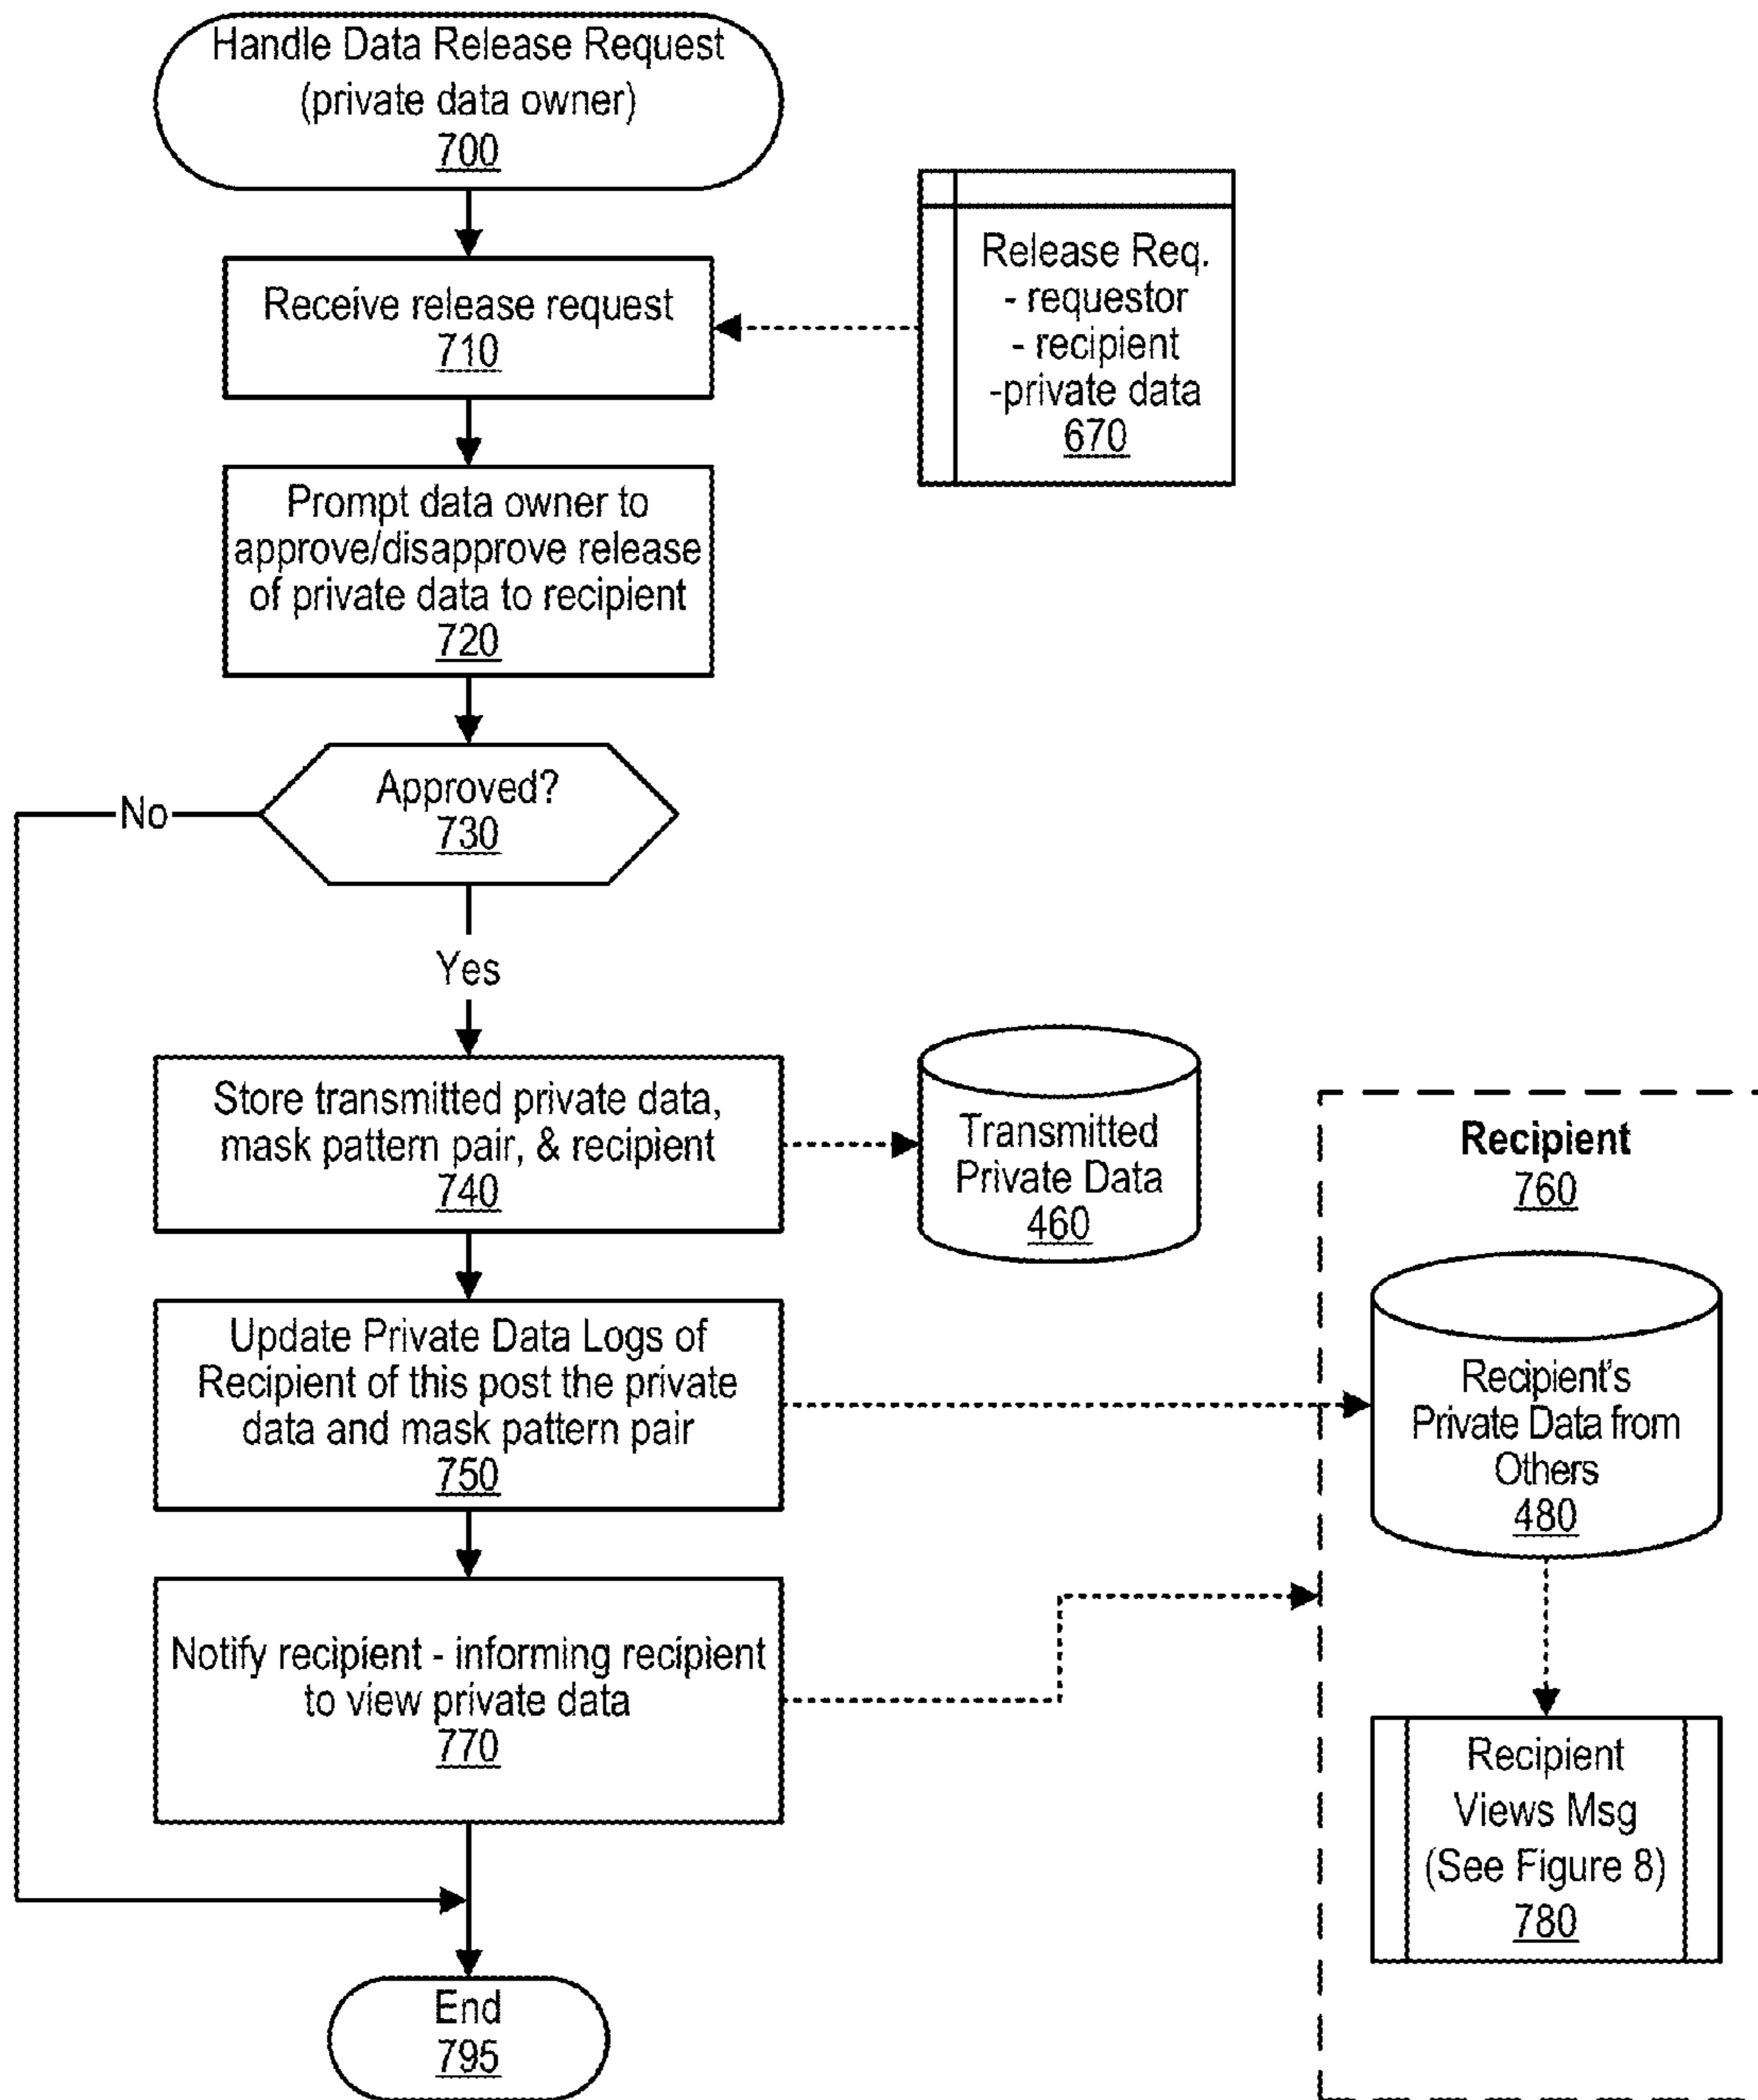 Handle Data Release Request
(private data owner)
700
Receive release request
710
Release Req.
- requestor
- recipient
-private data
670
Prompt data owner to
approve/disapprove release
of private data to recipient
720
Approved?
730
No
Yes
Store transmitted private data,
mask pattern pair, & recipient
740
Transmitted
Private Data
460
Update Private Data Logs of
Recipient of this post the private
data and mask pattern pair
750
Notify recipient - informing recipient
to view private data
770
Recipient
760
Recipient's
Private Data from
Others
480
Recipient
Views Msg
(See Figure 8)
780
End
795